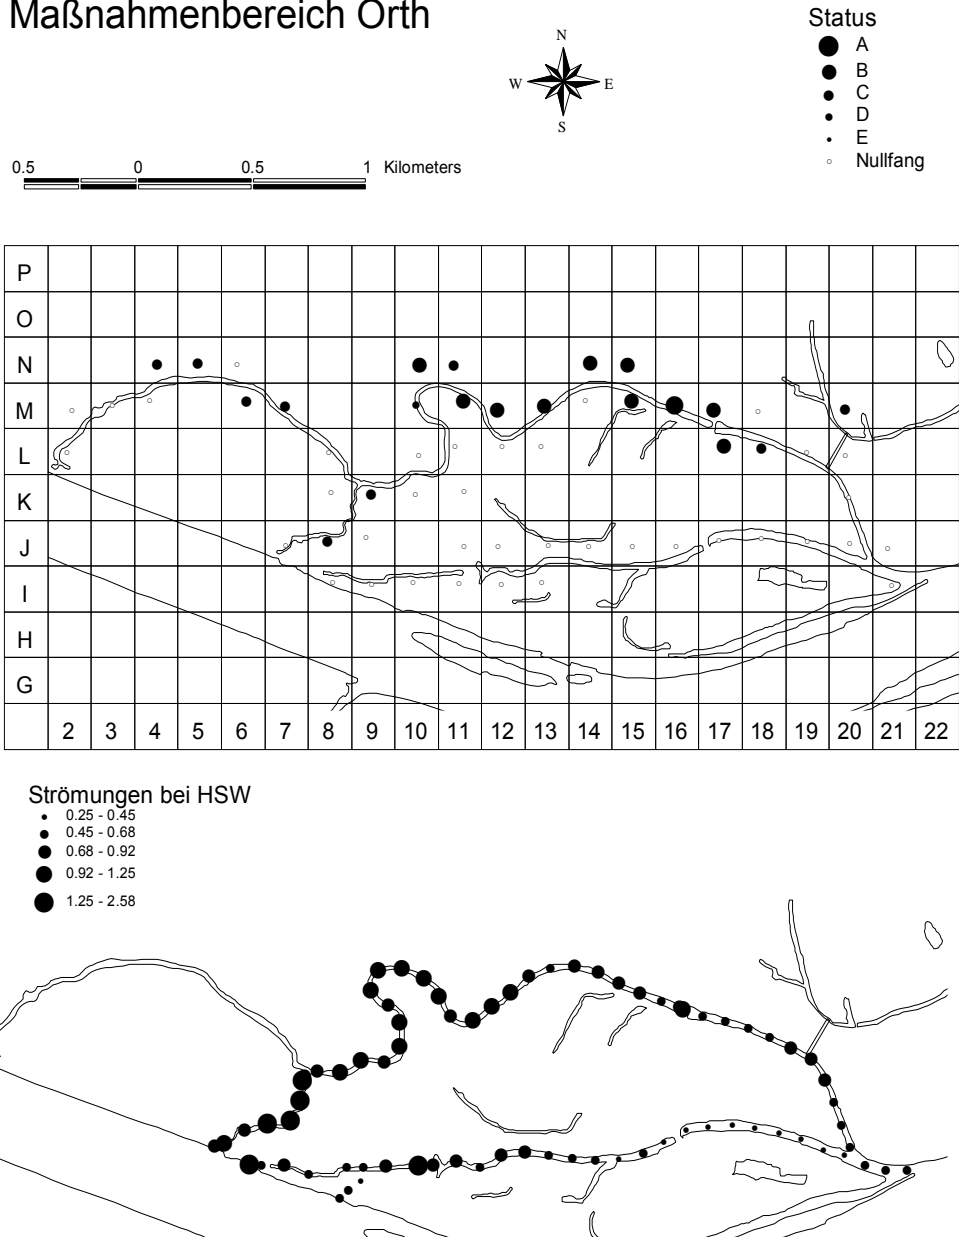 Maßnahmenbereich Orth
Status
A
B
C
D
E
Nullfang
N
W E
S
0.5 0 0.5 1 Kilometers
P
O
N
M
L
K
J
I
H
G
2 3 4 5 6 7 8 9 10 11 12 13 14 15 16 17 18 19 20 21 22
Strömungen bei HSW
0.25 - 0.45
0.45 - 0.68
0.68 - 0.92
0.92 - 1.25
1.25 - 2.58